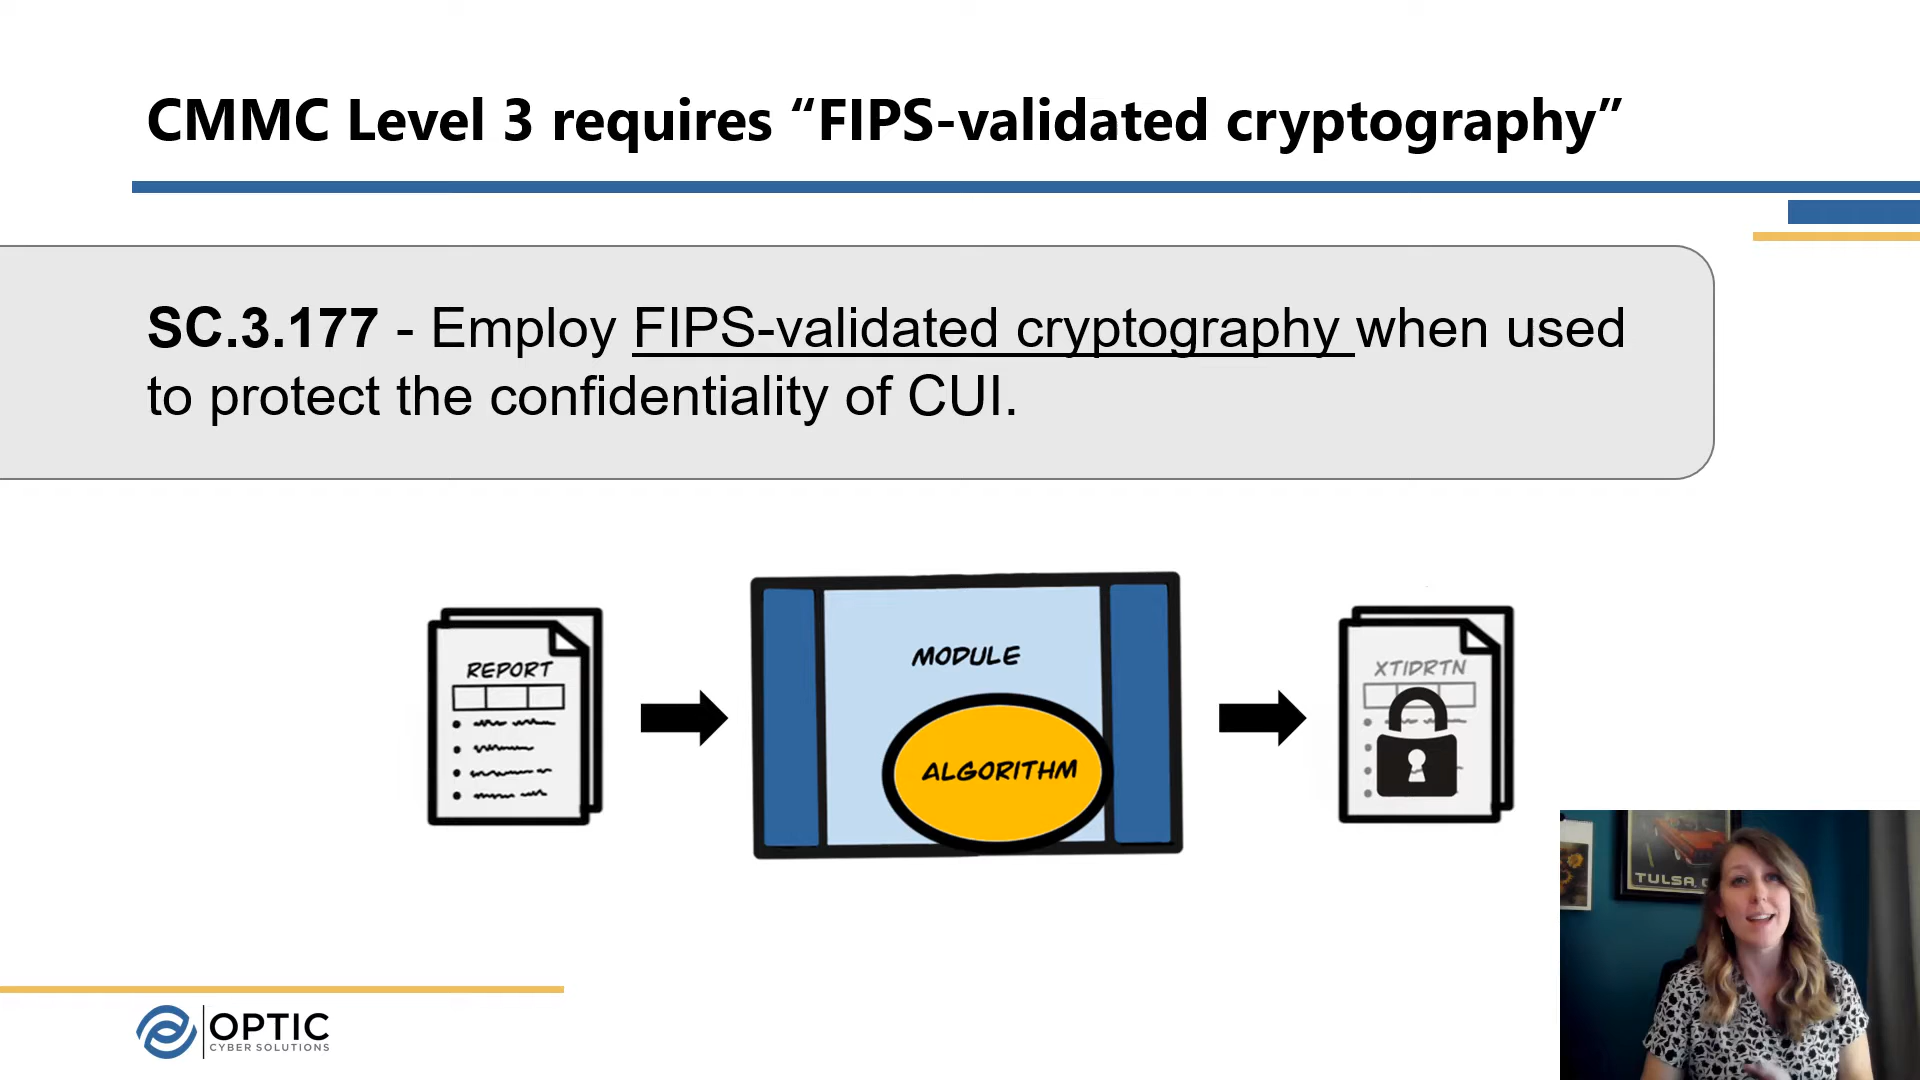 CMMC Level 3 requires “FIPS-validated cryptography”
SC.3.177 - Employ FIPS-validated cryptography when used
to protect the confidentiality of CUI.
REPORT
MODULE
ALGORITHM
XTIDRTN
TULSA,
OPTIC
CYBER SOLUTIONS